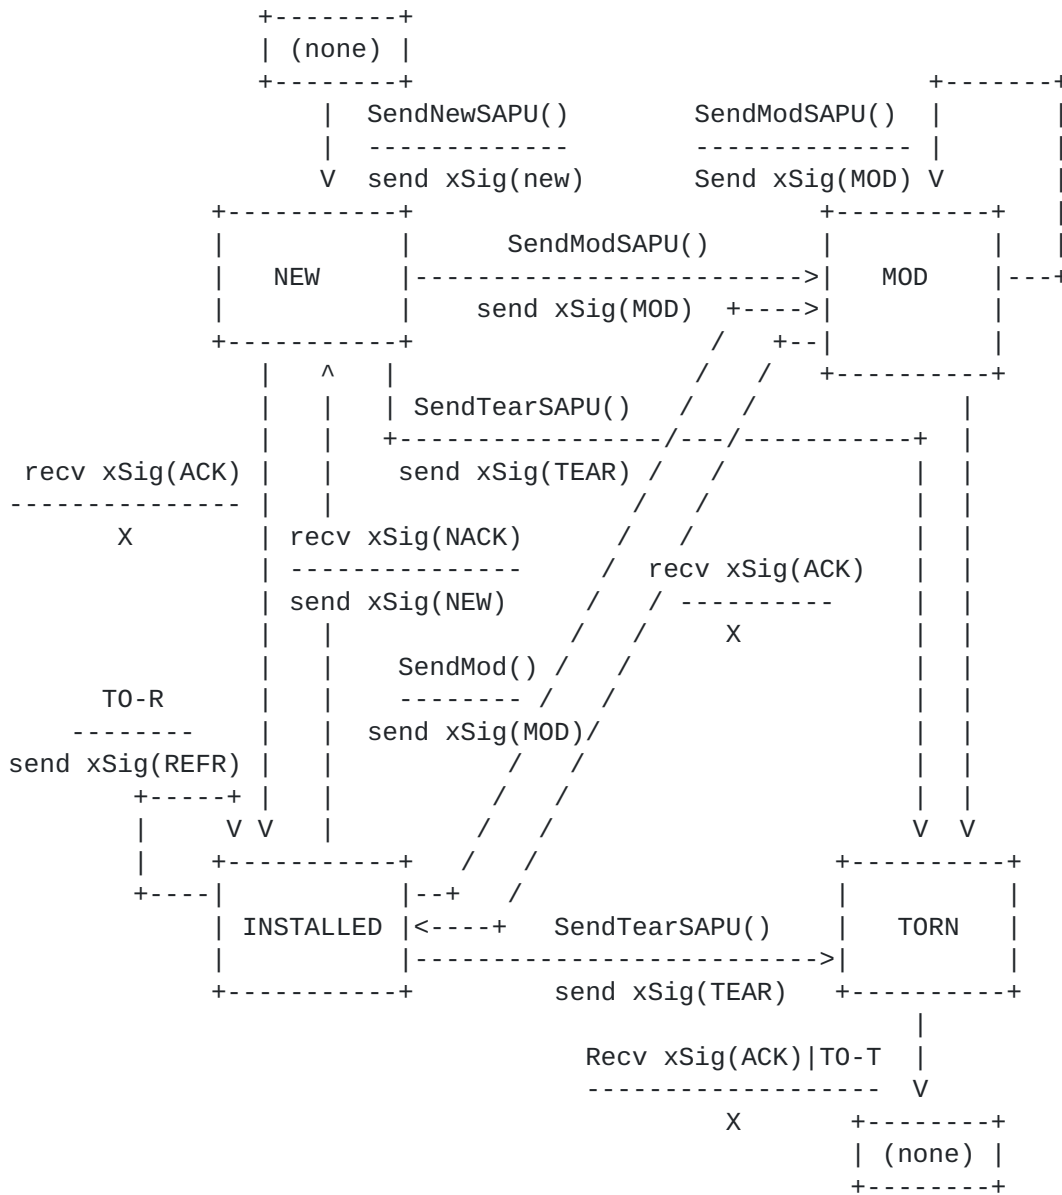 (none)
SendNewSAPU() SendModSAPU()
send xSig(new) Send xSig(MOD)
SendModSAPU()
NEW MOD
send xSig(MOD)
SendTearSAPU()
recv xSig(ACK) send xSig(TEAR)
X recv xSig(NACK)
recv xSig(ACK)
send xSig(NEW)
X
SendMod()
TO-R
send xSig(MOD)
send xSig(REFR)
INSTALLED SendTearSAPU() TORN
send xSig(TEAR)
Recv xSig(ACK)|TO-T
X
(none)